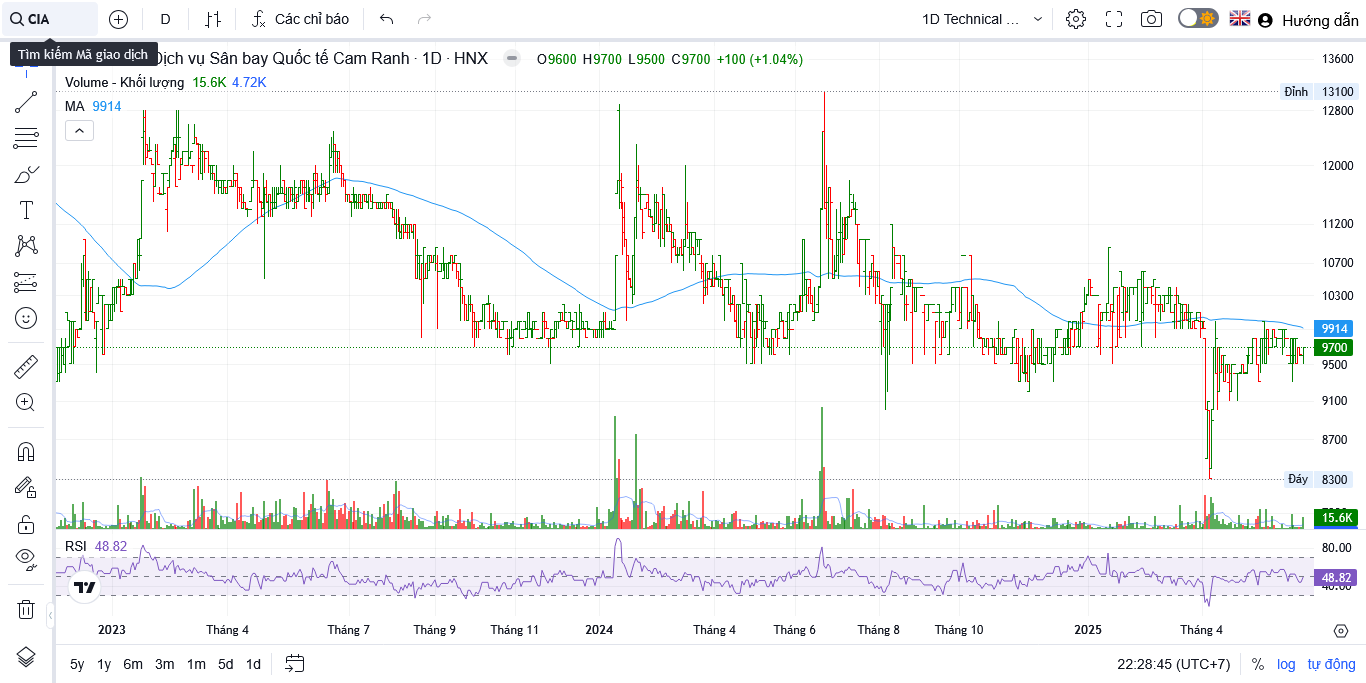 CIA
D
Các chỉ báo
1D Technical ...
Hướng dẫn
Tìm kiếm Mã giao dịch
Dịch vụ Sân bay Quốc tế Cam Ranh · 1D · HNX
O9600 H9700 L9500 C9700 +100 (+1.04%)
Volume - Khối lượng 15.6K 4.72K
MA 9914
13600
Đỉnh 13100
12800
12000
11200
10700
10300
9914
9700
9500
9100
8700
Đáy 8300
15.6K
RSI 48.82
80.00
48.82
40.00
2023 Tháng 4 Tháng 7 Tháng 9 Tháng 11 2024 Tháng 4 Tháng 6 Tháng 8 Tháng 10 2025 Tháng 4
5y 1y 6m 3m 1m 5d 1d
22:28:45 (UTC+7) % log tự động